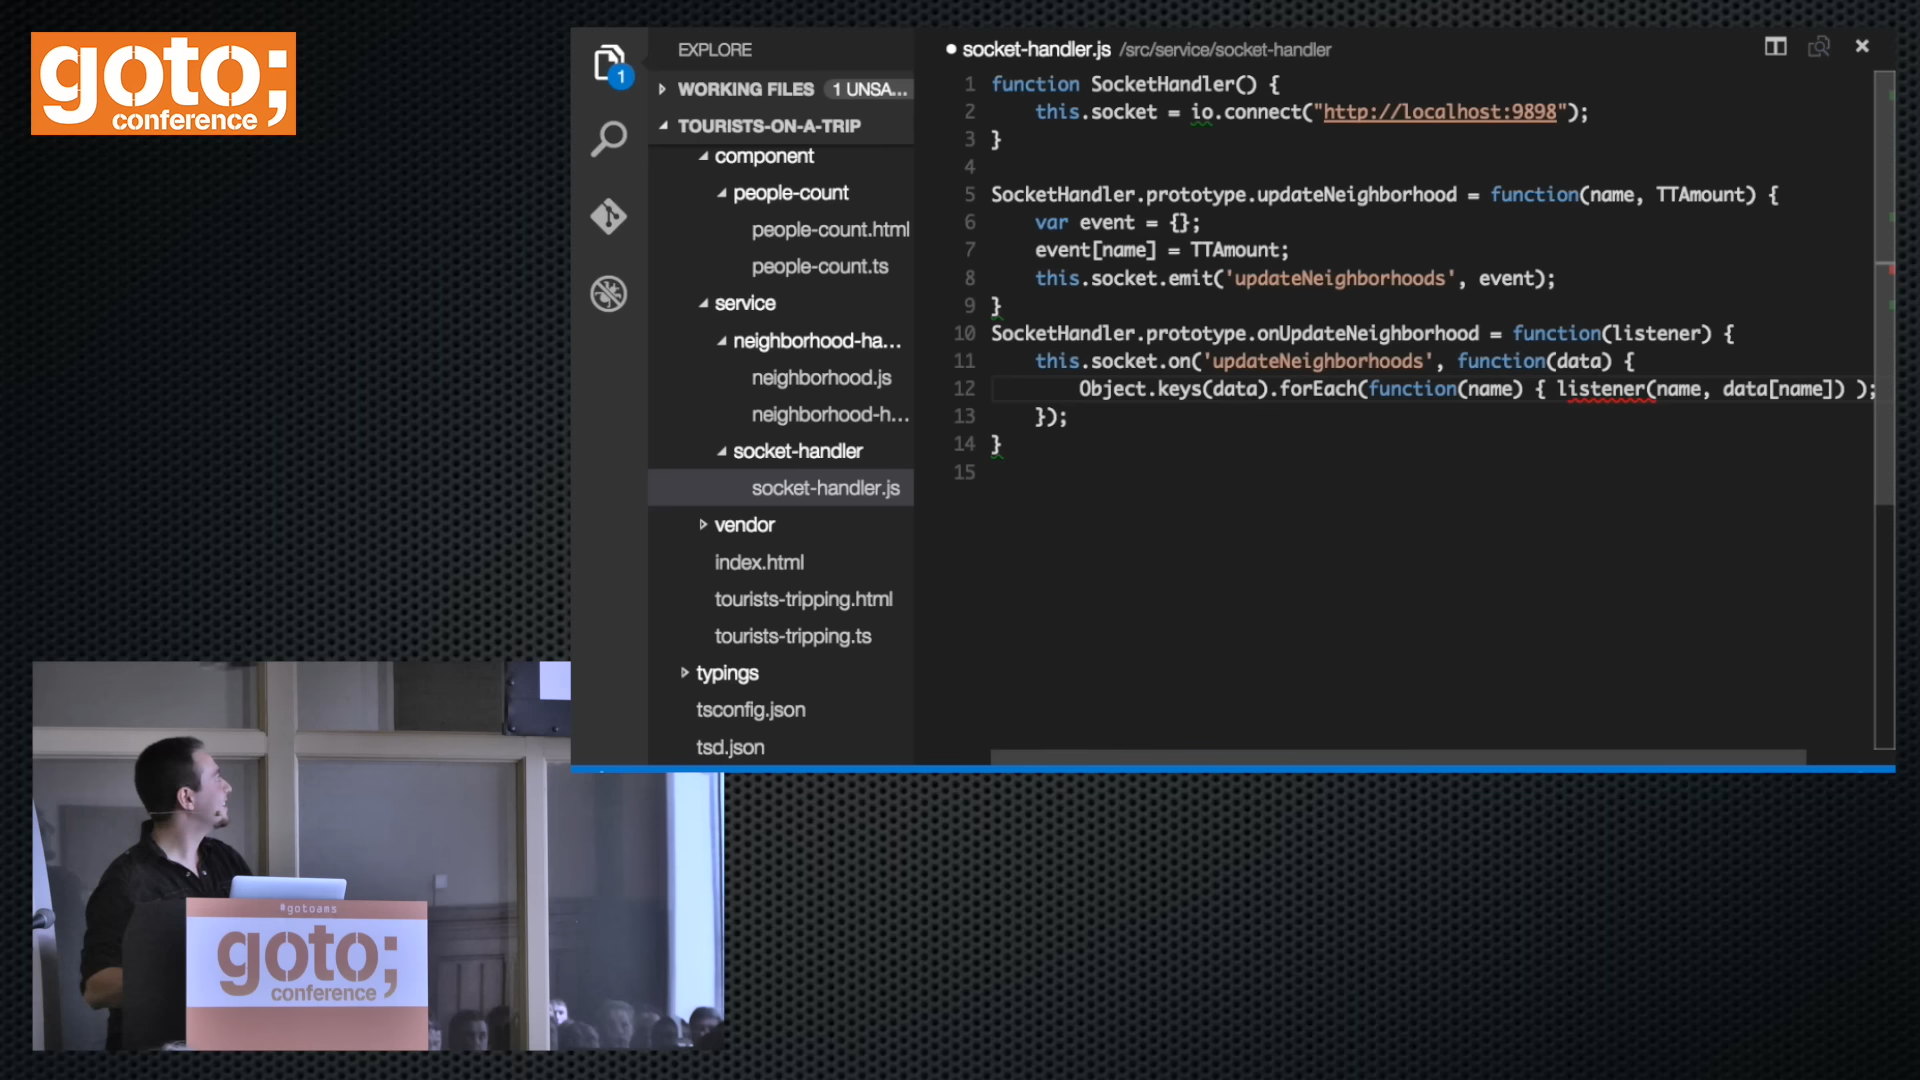 goto;
conference
EXPLORE
WORKING FILES 1 UNSA...
TOURISTS-ON-A-TRIP
component
people-count
people-count.html
people-count.ts
service
neighborhood-ha...
neighborhood.js
neighborhood-h...
socket-handler
socket-handler.js
vendor
index.html
tourists-tripping.html
tourists-tripping.ts
typings
tsconfig.json
tsd.json
1
socket-handler.js /src/service/socket-handler
1 function SocketHandler() {
2 this.socket = io.connect("http://localhost:9898");
3 }
4
5 SocketHandler.prototype.updateNeighborhood = function(name, TTAmount) {
6 var event = {};
7 event[name] = TTAmount;
8 this.socket.emit('updateNeighborhoods', event);
9 }
10 SocketHandler.prototype.onUpdateNeighborhood = function(listener) {
11 this.socket.on('updateNeighborhoods', function(data) {
12 Object.keys(data).forEach(function(name) { listener(name, data[name]) );
13 });
14 }
15
#gotoams
goto;
conference